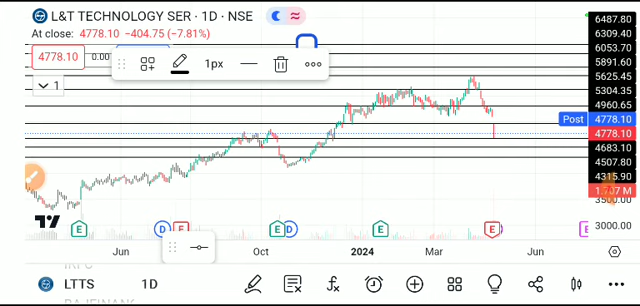 L&T TECHNOLOGY SER · 1D · NSE
At close: 4778.10 −404.75 (−7.81%)
4778.10 0.00
1px
1
6487.80
6309.40
6053.70
5891.60
5625.45
5304.35
4960.65
Post 4778.10
4778.10
4683.10
4507.80
4315.90
3500.00
3000.00
E D E E D E E E
Jun Oct 2024 Mar Jun
LTTS 1D